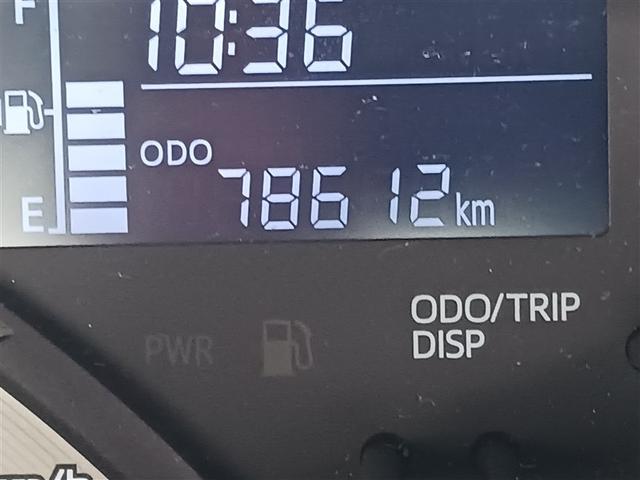 F
10:36
ODO
78612 km
E
ODO/TRIP
DISP
PWR